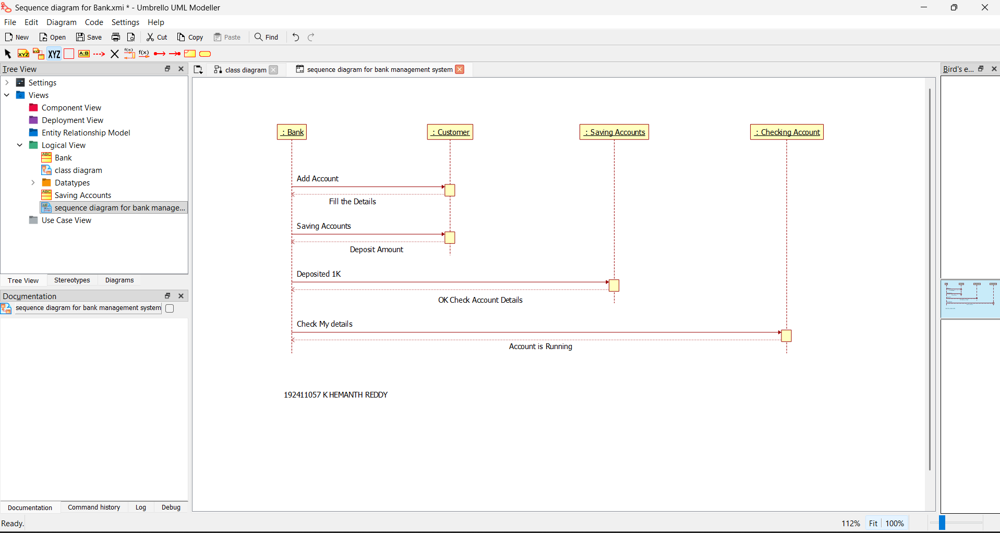 Sequence diagram for Bank.xmi * - Umbrello UML Modeller
File Edit Diagram Code Settings Help
New Open Save Cut Copy Paste Find
XYZ XYZ XYZ A:B f(x) f(x)
Tree View
class diagram
sequence diagram for bank management system
Bird's e...
Settings
Views
Component View
Deployment View
Entity Relationship Model
Logical View
ABC Bank
class diagram
Datatypes
ABC Saving Accounts
sequence diagram for bank manage...
Use Case View
Tree View Stereotypes Diagrams
Documentation
sequence diagram for bank management system
Documentation Command history Log Debug
: Bank : Customer : Saving Accounts : Checking Account
Add Account
Fill the Details
Saving Accounts
Deposit Amount
Deposited 1K
OK Check Account Details
Check My details
Account is Running
192411057 K HEMANTH REDDY
Ready.
112% Fit 100%